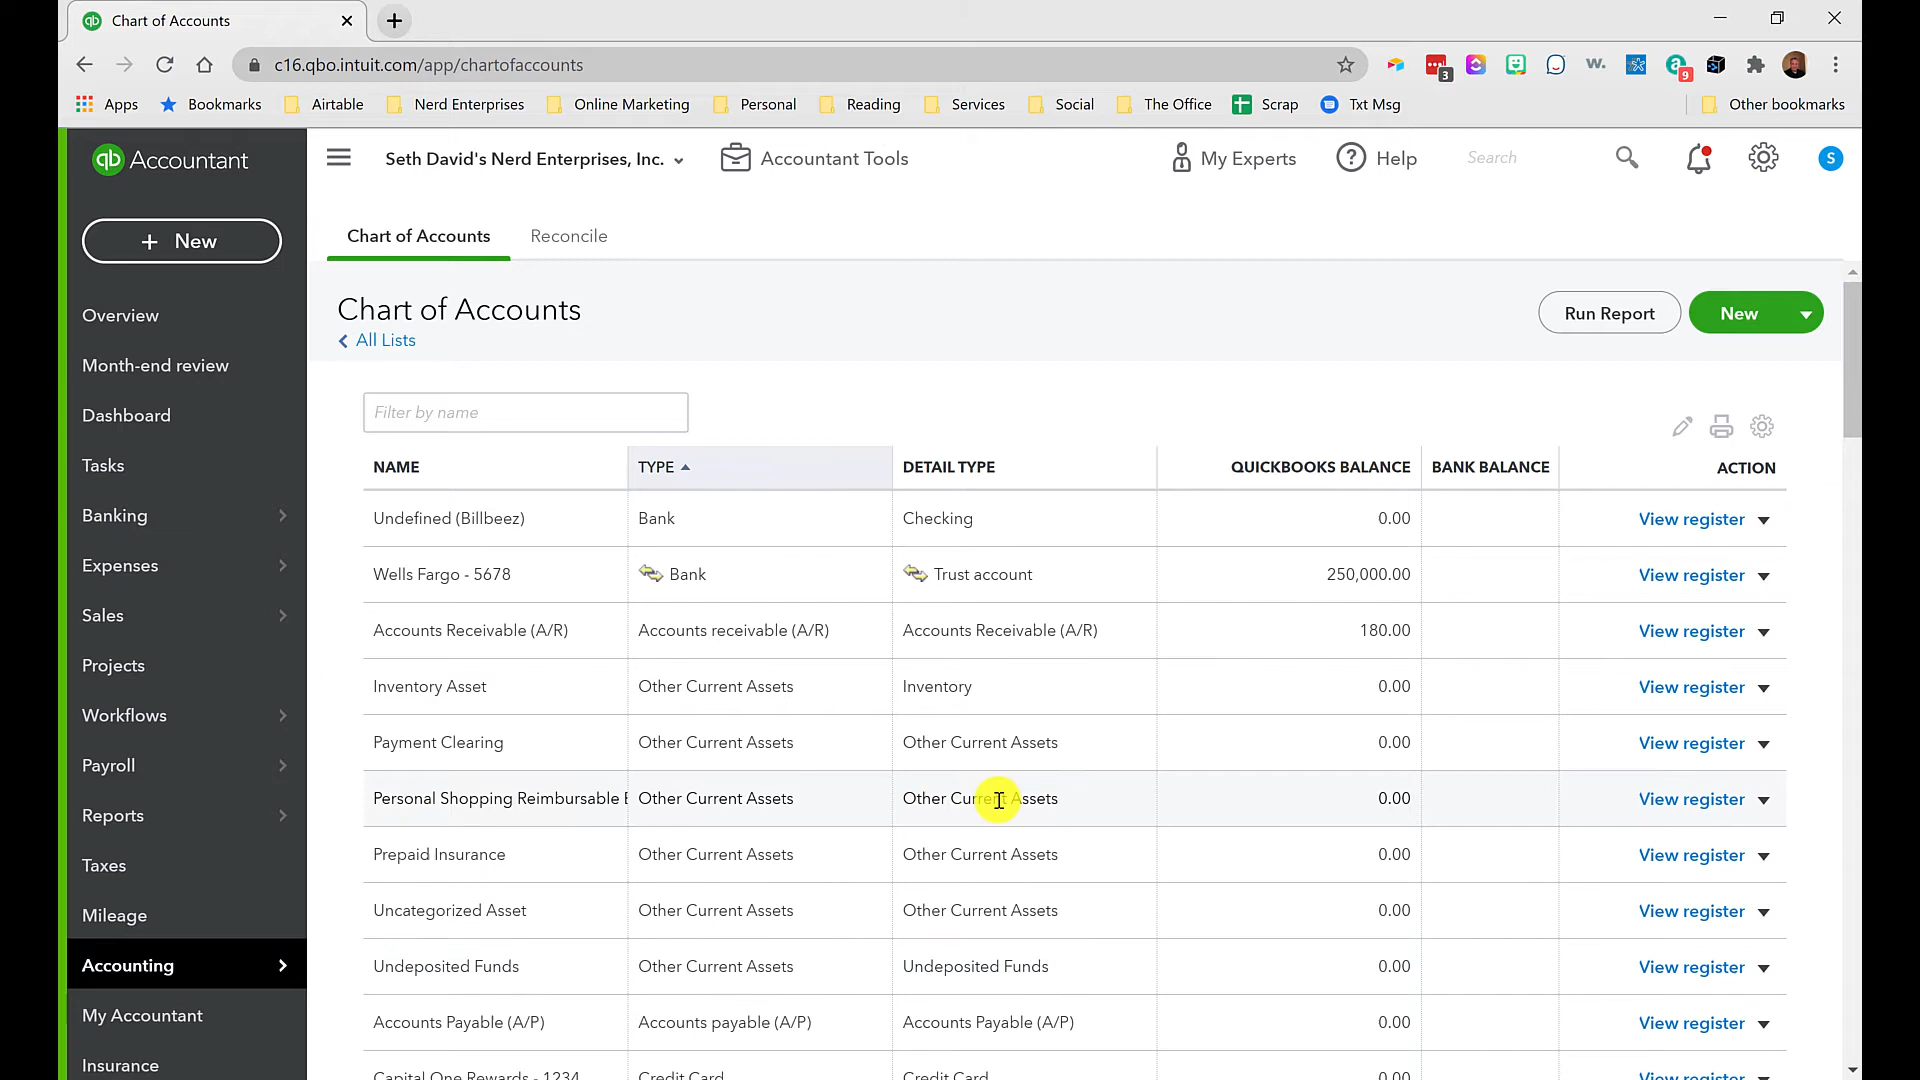 Chart of Accounts
c16.qbo.intuit.com/app/chartofaccounts
3
w.
9
Apps Bookmarks Airtable Nerd Enterprises Online Marketing Personal Reading Services Social The Office Scrap Txt Msg Other bookmarks
qb Accountant
Seth David's Nerd Enterprises, Inc. Accountant Tools My Experts Help Search S
+ New
Overview
Month-end review
Dashboard
Tasks
Banking
Expenses
Sales
Projects
Workflows
Payroll
Reports
Taxes
Mileage
Accounting
My Accountant
Insurance
Chart of Accounts Reconcile
Chart of Accounts
All Lists
Run Report New
Filter by name
NAME TYPE DETAIL TYPE QUICKBOOKS BALANCE BANK BALANCE ACTION
Undefined (Billbeez) Bank Checking 0.00 View register
Wells Fargo - 5678 Bank Trust account 250,000.00 View register
Accounts Receivable (A/R) Accounts receivable (A/R) Accounts Receivable (A/R) 180.00 View register
Inventory Asset Other Current Assets Inventory 0.00 View register
Payment Clearing Other Current Assets Other Current Assets 0.00 View register
Personal Shopping Reimbursable Other Current Assets Other Current Assets 0.00 View register
Prepaid Insurance Other Current Assets Other Current Assets 0.00 View register
Uncategorized Asset Other Current Assets Other Current Assets 0.00 View register
Undeposited Funds Other Current Assets Undeposited Funds 0.00 View register
Accounts Payable (A/P) Accounts payable (A/P) Accounts Payable (A/P) 0.00 View register
Capital One Rewards - 1234 Credit Card Credit Card 0.00 View register